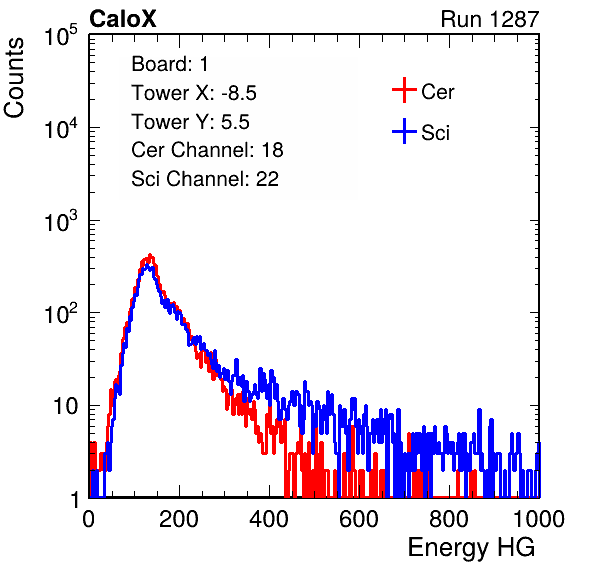 CaloX Run 1287
Counts
Board: 1
Tower X: -8.5
Tower Y: 5.5
Cer Channel: 18
Sci Channel: 22
Cer
Sci
10^5
10^4
10^3
10^2
10
1
0 200 400 600 800 1000
Energy HG